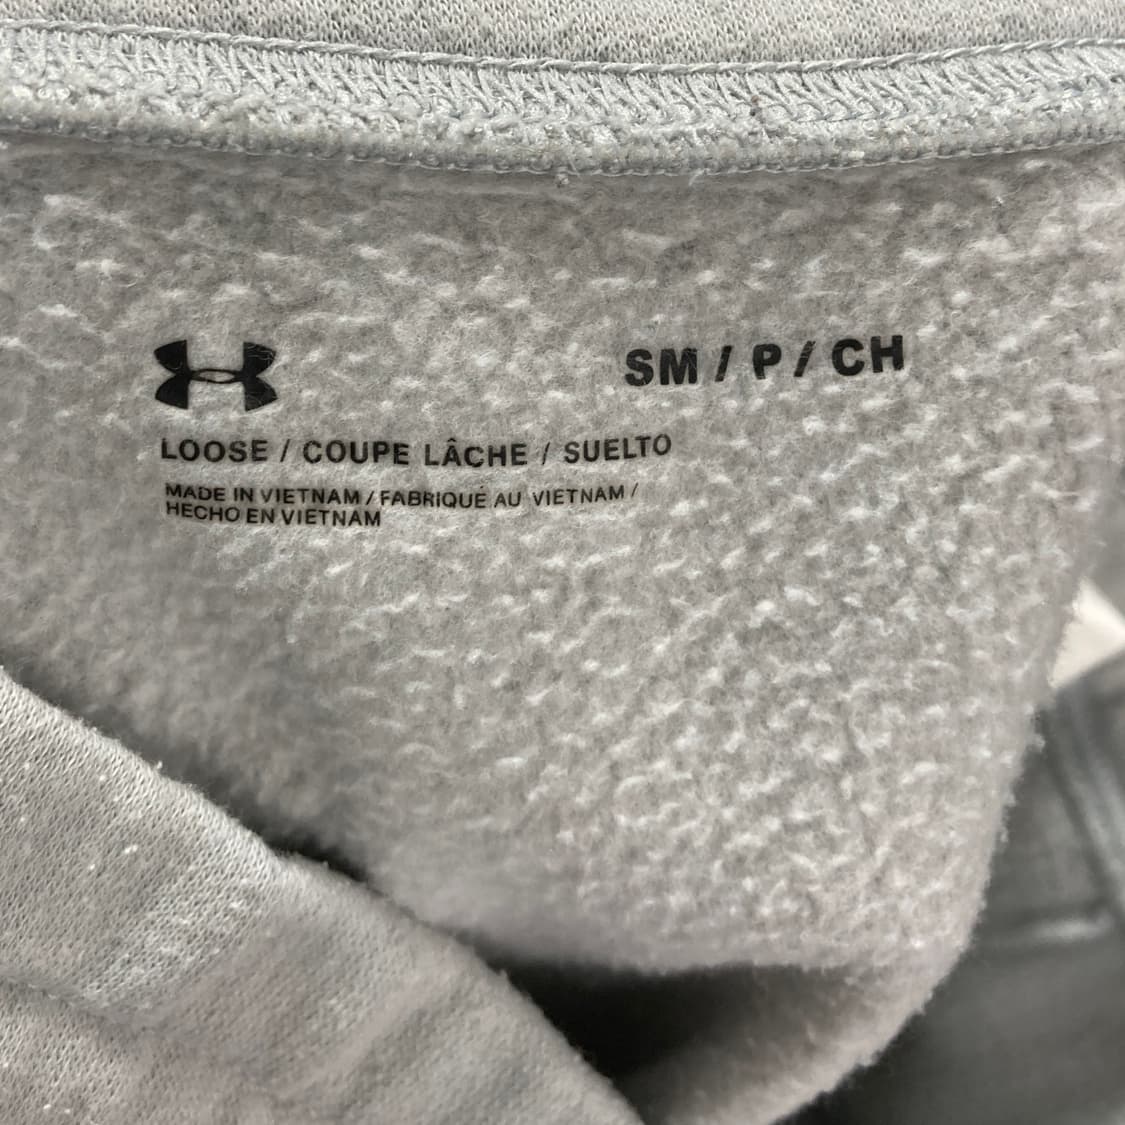 SM / P / CH
LOOSE / COUPE LÂCHE / SUELTO
MADE IN VIETNAM / FABRIQUÉ AU VIETNAM /
HECHO EN VIETNAM